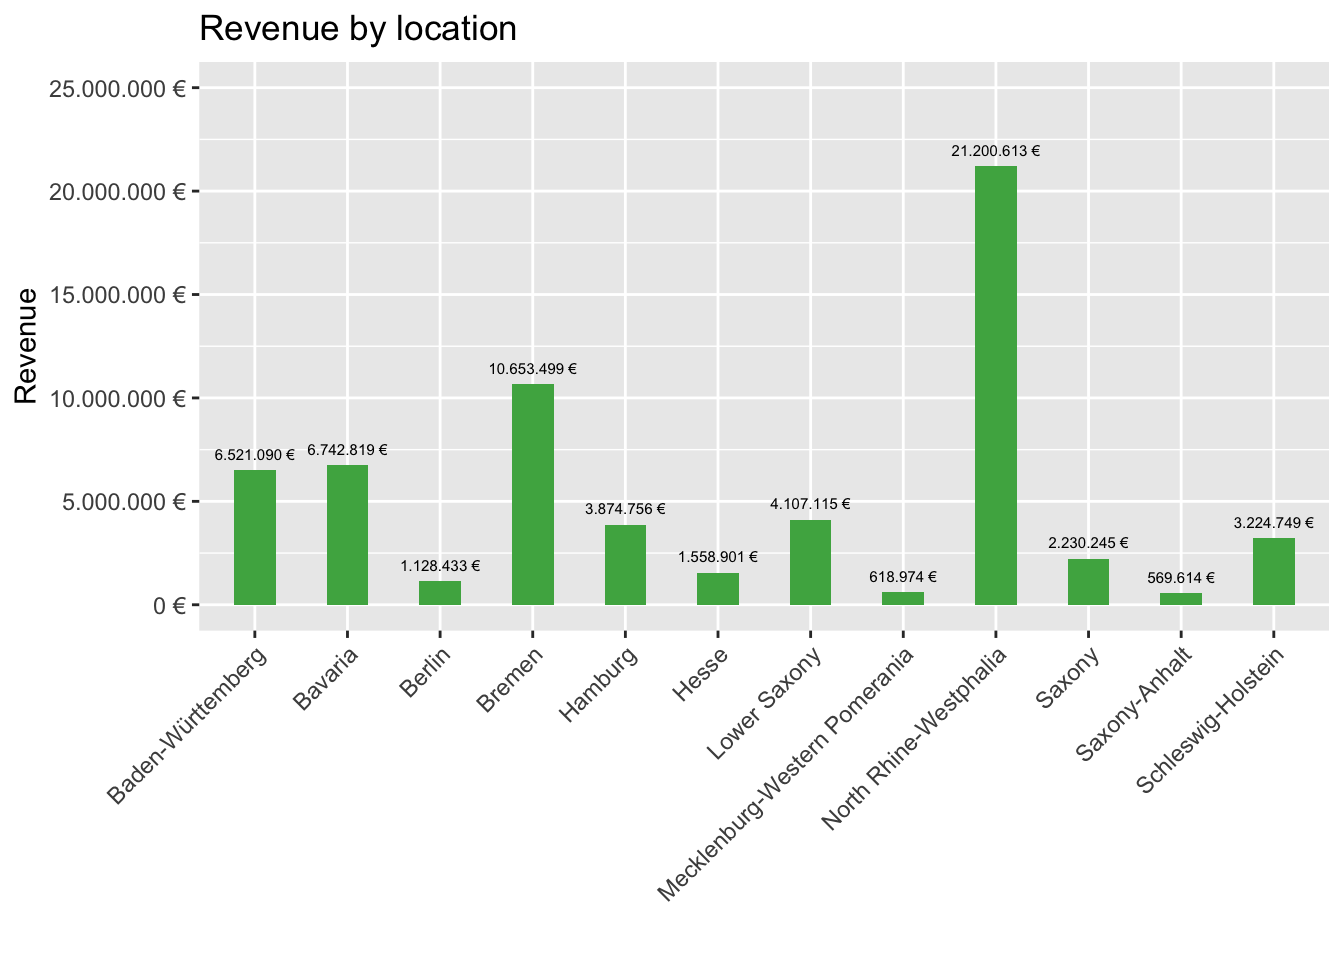 Revenue by location
Revenue
25.000.000 €
20.000.000 €
15.000.000 €
10.000.000 €
5.000.000 €
0 €
6.521.090 €
6.742.819 €
1.128.433 €
10.653.499 €
3.874.756 €
1.558.901 €
4.107.115 €
618.974 €
21.200.613 €
2.230.245 €
569.614 €
3.224.749 €
Baden-Württemberg
Bavaria
Berlin
Bremen
Hamburg
Hesse
Lower Saxony
Mecklenburg-Western Pomerania
North Rhine-Westphalia
Saxony
Saxony-Anhalt
Schleswig-Holstein